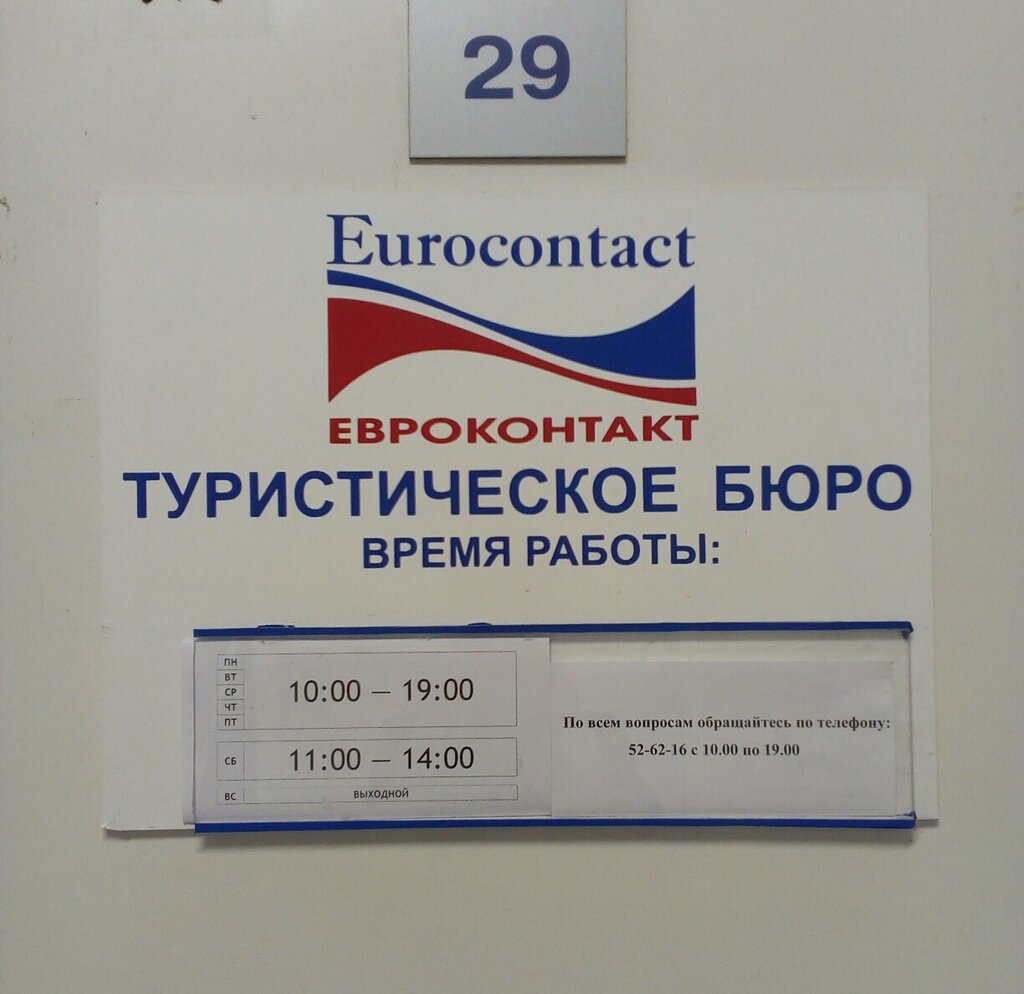 29
Eurocontact
ЕВРОКОНТАКТ
ТУРИСТИЧЕСКОЕ БЮРО
ВРЕМЯ РАБОТЫ:
ПН
ВТ
СР
ЧТ
ПТ
10:00 — 19:00
СБ
11:00 — 14:00
ВС
ВЫХОДНОЙ
По всем вопросам обращайтесь по телефону:
52-62-16 с 10.00 по 19.00